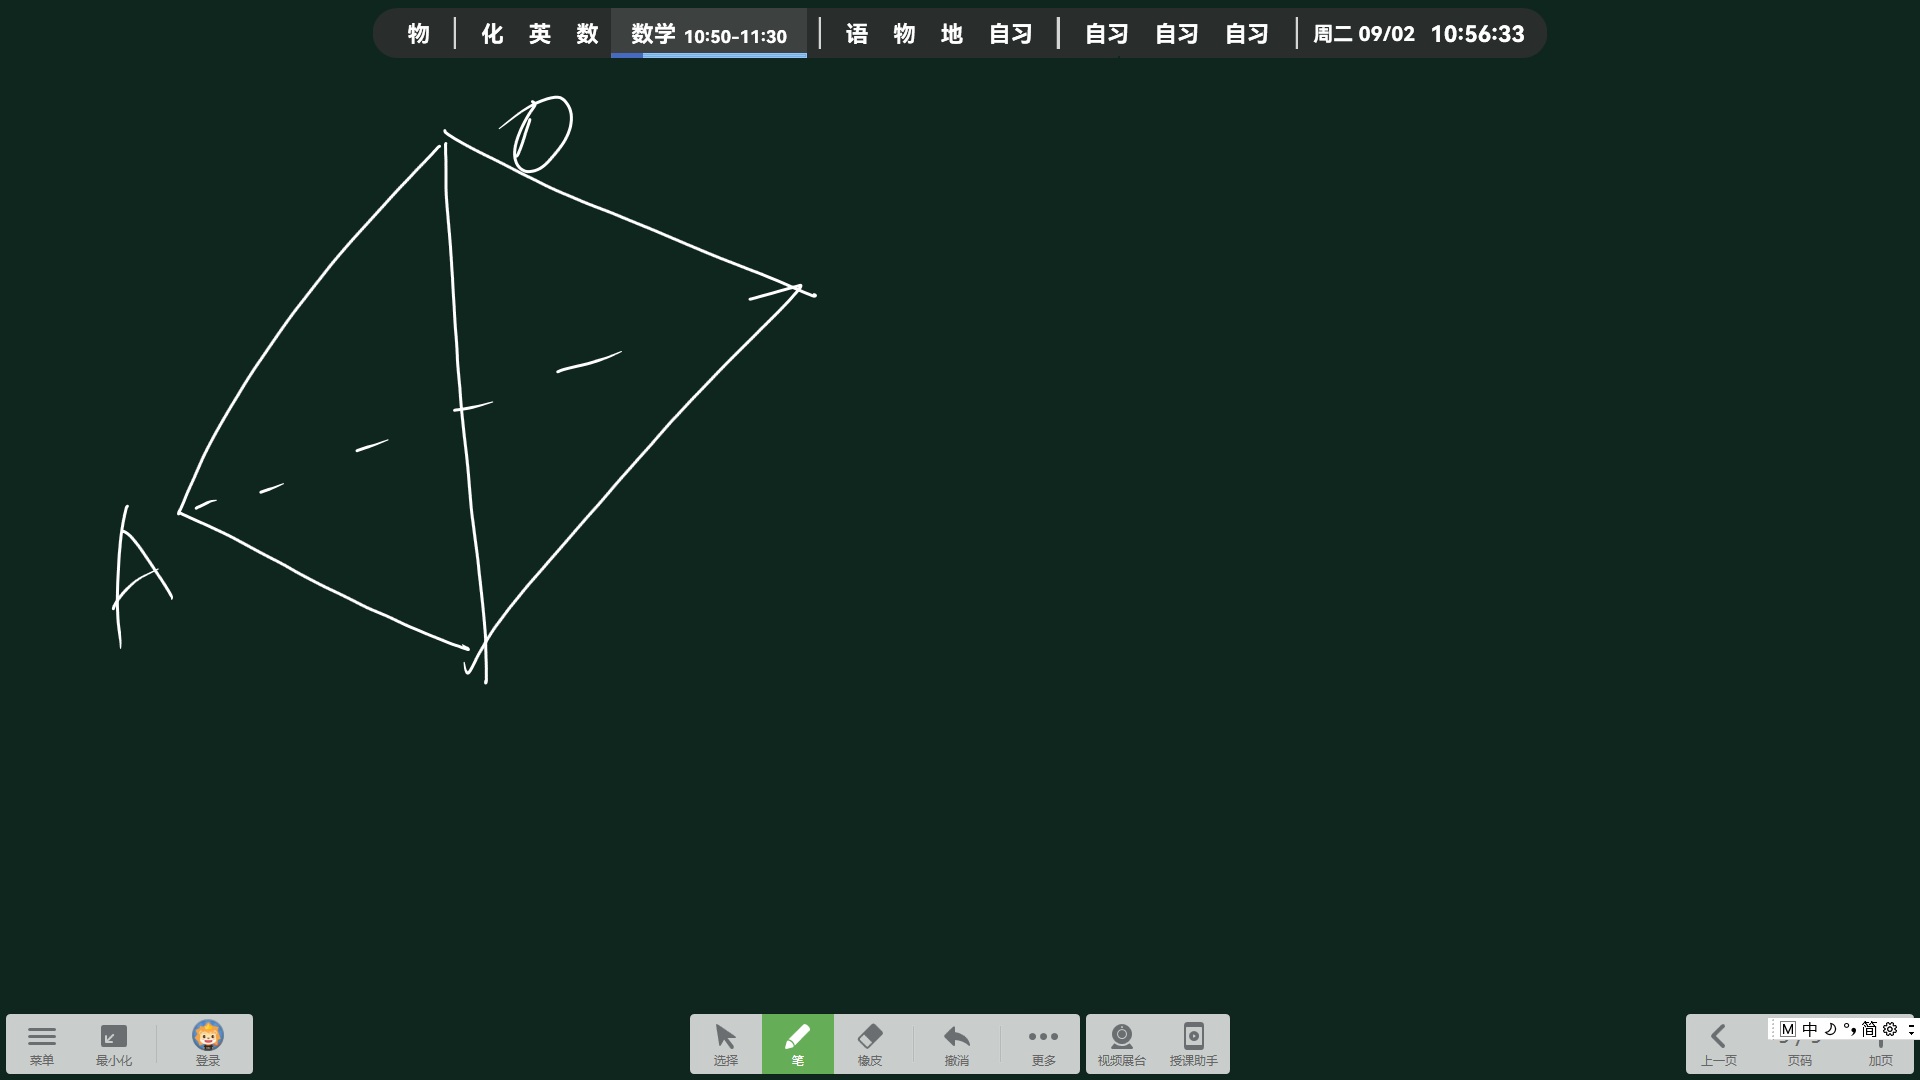 物 化 英 数 数学 10:50-11:30 语 物 地 自习 自习 自习 自习 周二 09/02 10:56:33
D
A
菜单 最小化 登录 选择 笔 橡皮 撤消 更多 视频展台 授课助手 上一页 页码 加页
M 中 简